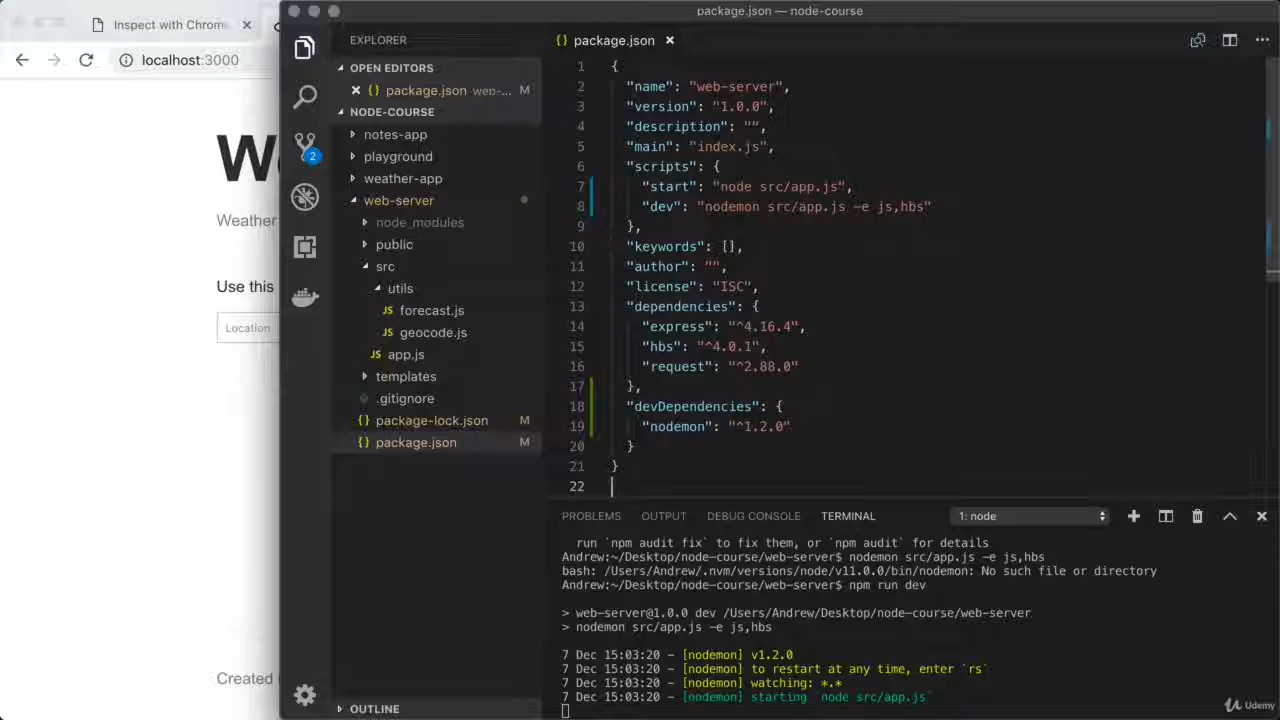 Inspect with Chrom
localhost:3000
We
Weather
Use this
Location
Created
package.json — node-course
EXPLORER
OPEN EDITORS
{} package.json web-... M
NODE-COURSE
notes-app
playground
weather-app
web-server
node_modules
public
src
utils
JS forecast.js
JS geocode.js
JS app.js
templates
.gitignore
{} package-lock.json M
{} package.json M
OUTLINE
2
{} package.json
1 {
2 "name": "web-server",
3 "version": "1.0.0",
4 "description": "",
5 "main": "index.js",
6 "scripts": {
7 "start": "node src/app.js",
8 "dev": "nodemon src/app.js -e js,hbs"
9 },
10 "keywords": [],
11 "author": "",
12 "license": "ISC",
13 "dependencies": {
14 "express": "^4.16.4",
15 "hbs": "^4.0.1",
16 "request": "^2.88.0"
17 },
18 "devDependencies": {
19 "nodemon": "^1.2.0"
20 }
21 }
22
PROBLEMS OUTPUT DEBUG CONSOLE TERMINAL 1: node
run `npm audit fix` to fix them, or `npm audit` for details
Andrew:~/Desktop/node-course/web-server$ nodemon src/app.js -e js,hbs
bash: /Users/Andrew/.nvm/versions/node/v11.0.0/bin/nodemon: No such file or directory
Andrew:~/Desktop/node-course/web-server$ npm run dev
> web-server@1.0.0 dev /Users/Andrew/Desktop/node-course/web-server
> nodemon src/app.js -e js,hbs
7 Dec 15:03:20 - [nodemon] v1.2.0
7 Dec 15:03:20 - [nodemon] to restart at any time, enter `rs`
7 Dec 15:03:20 - [nodemon] watching: *.*
7 Dec 15:03:20 - [nodemon] starting `node src/app.js`
Udemy